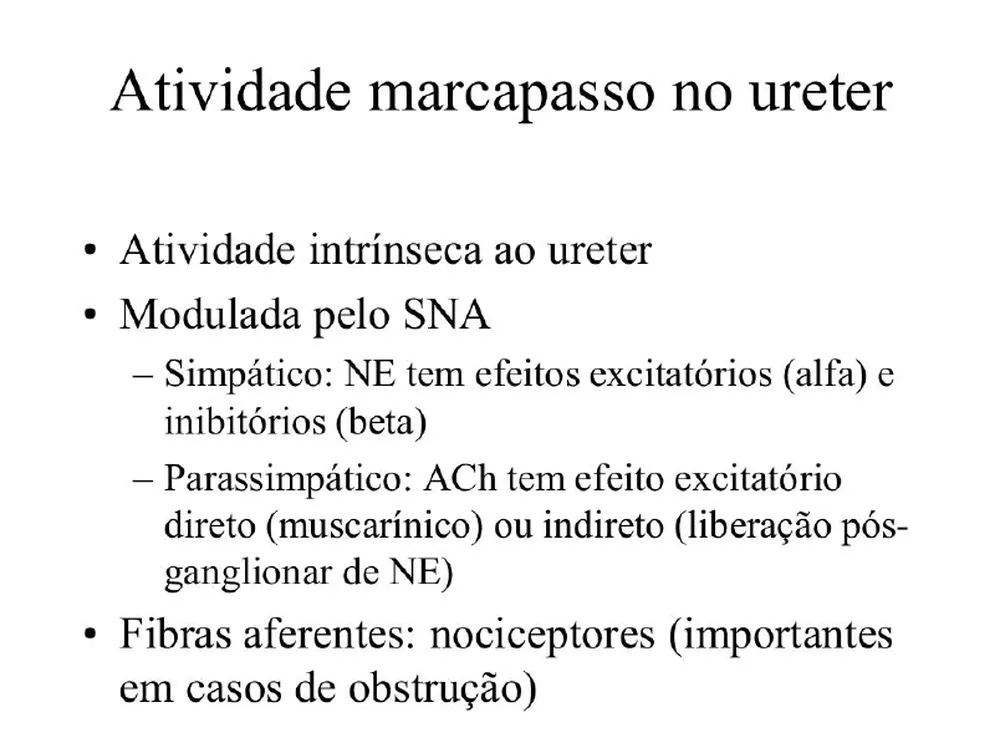 Atividade marcapasso no ureter
• Atividade intrínseca ao ureter
• Modulada pelo SNA
– Simpático: NE tem efeitos excitatórios (alfa) e
inibitórios (beta)
– Parassimpático: ACh tem efeito excitatório
direto (muscarínico) ou indireto (liberação pós-
ganglionar de NE)
• Fibras aferentes: nociceptores (importantes
em casos de obstrução)